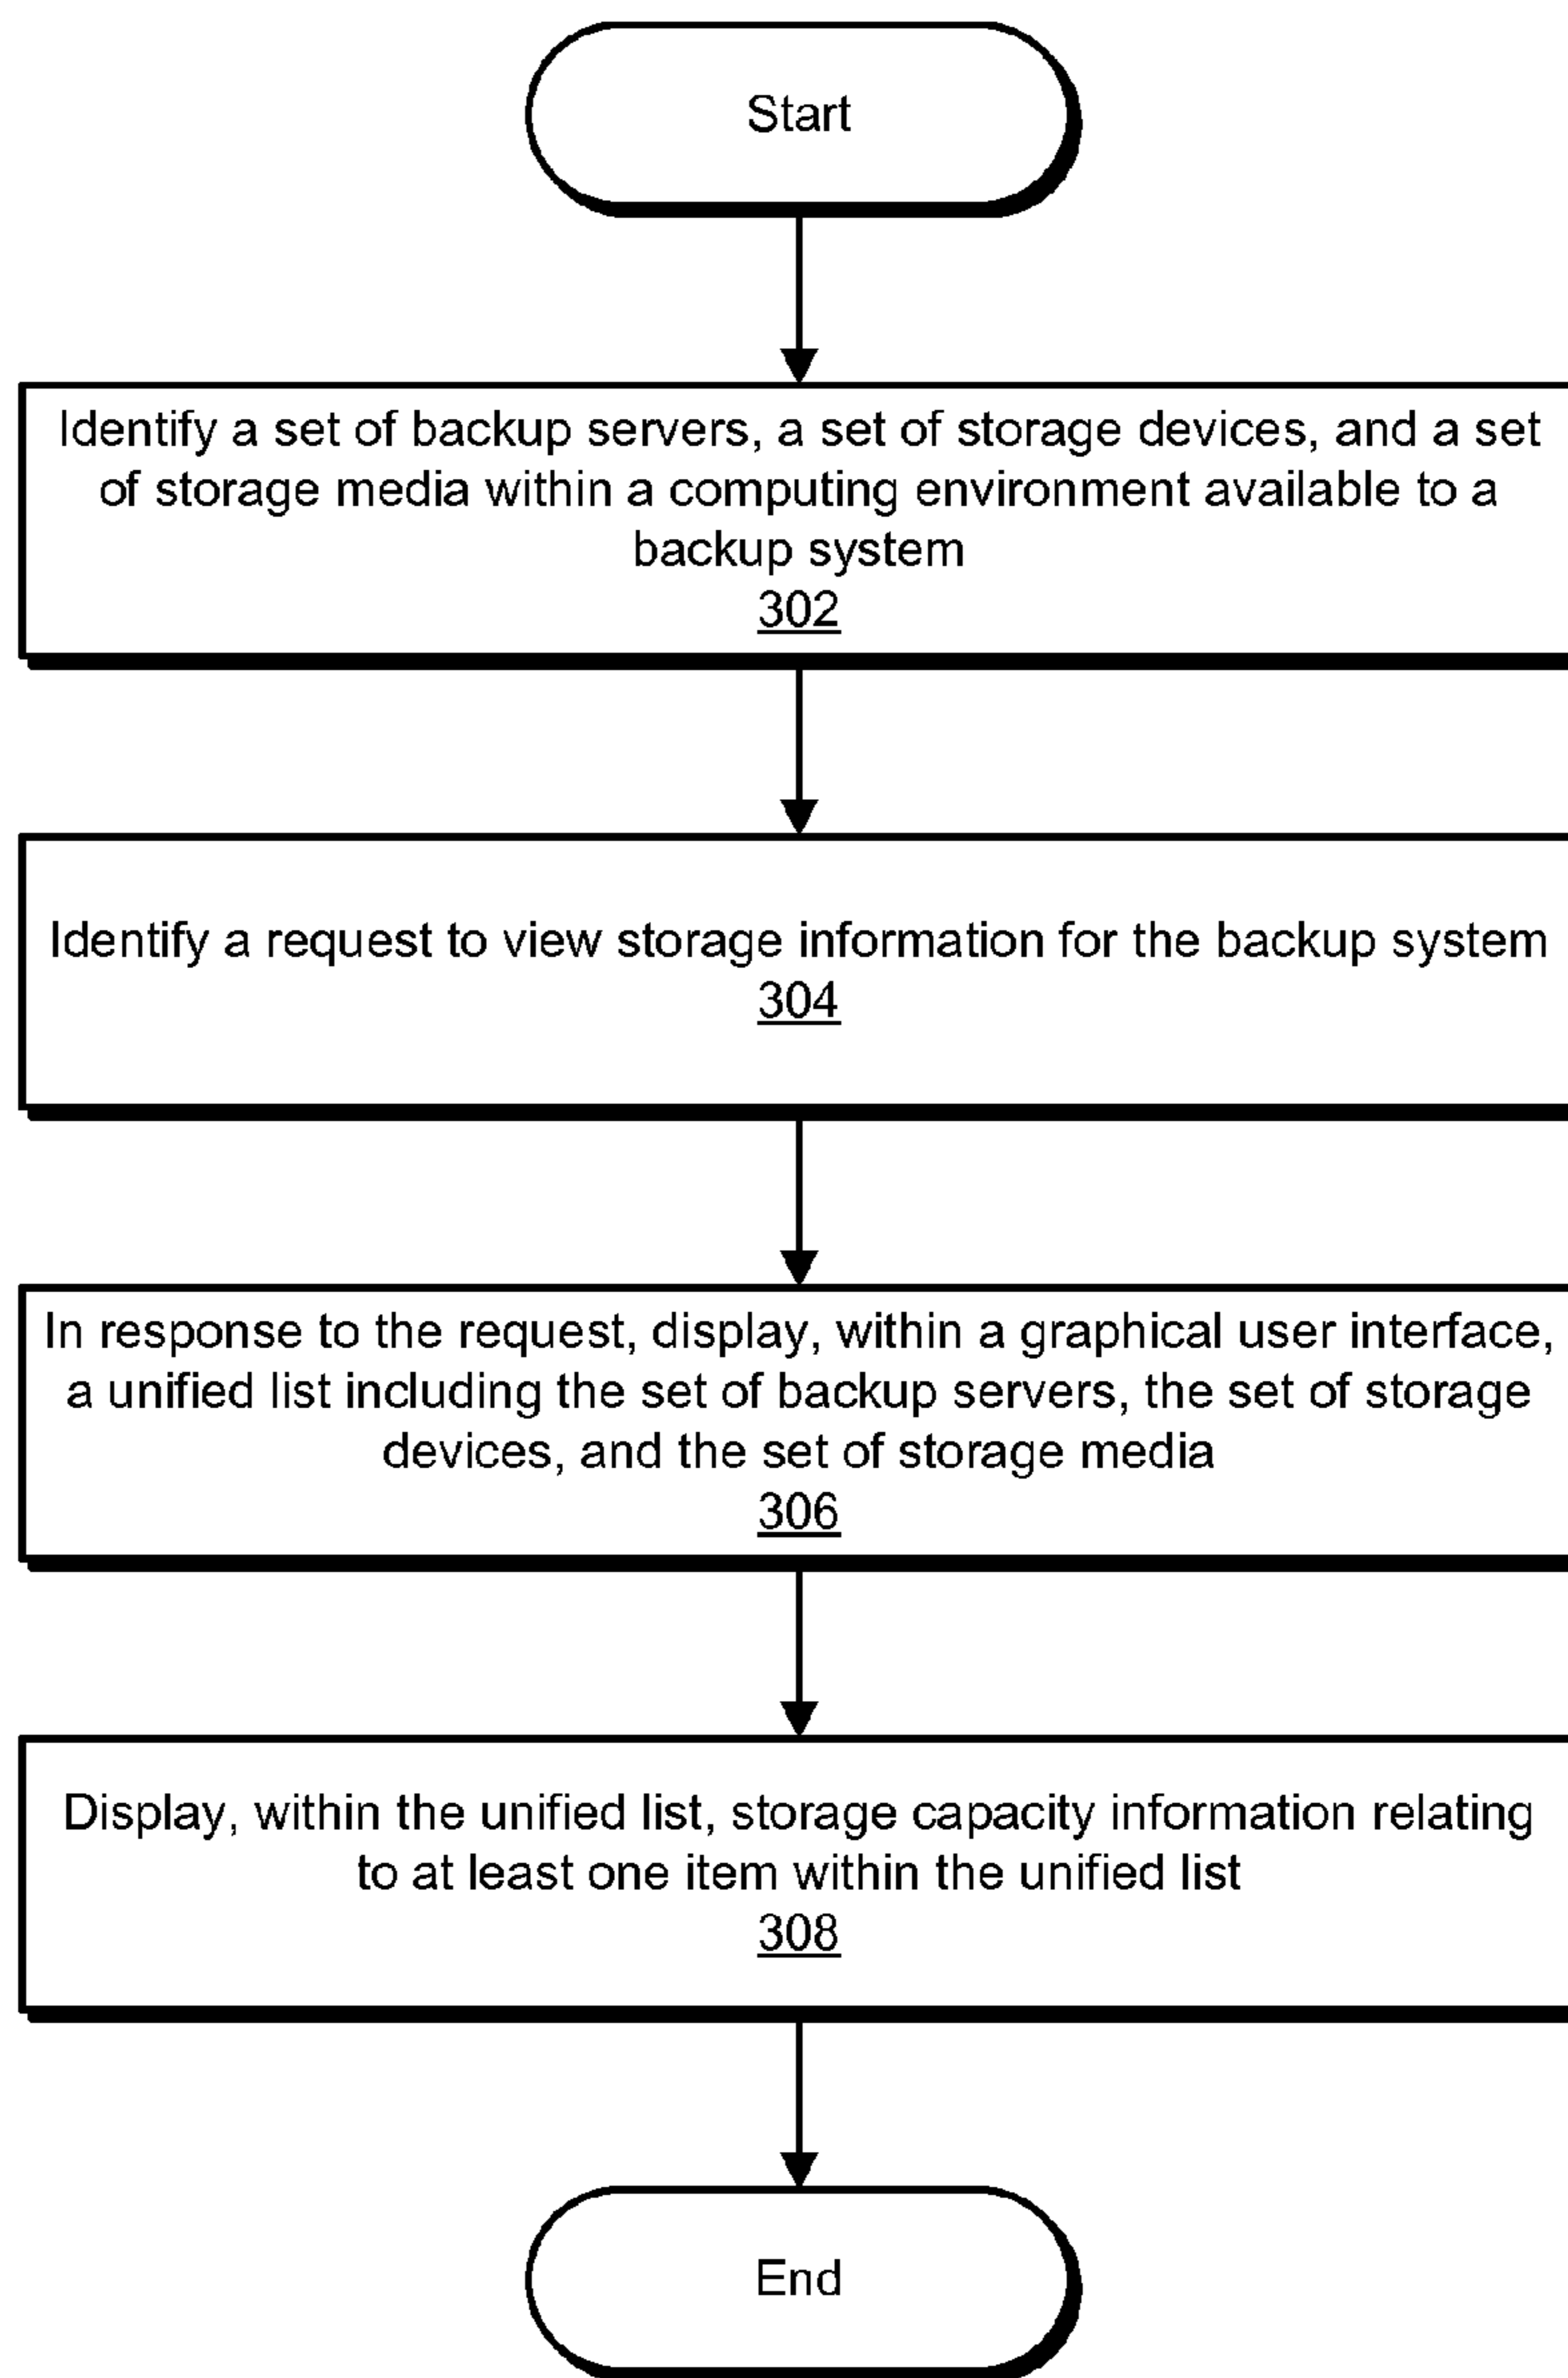 Start
Identify a set of backup servers, a set of storage devices, and a set
of storage media within a computing environment available to a
backup system
302
Identify a request to view storage information for the backup system
304
In response to the request, display, within a graphical user interface,
a unified list including the set of backup servers, the set of storage
devices, and the set of storage media
306
Display, within the unified list, storage capacity information relating
to at least one item within the unified list
308
End